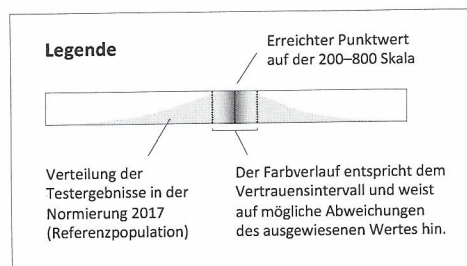 Legende
Erreichter Punktwert
auf der 200–800 Skala
Verteilung der
Testergebnisse in der
Normierung 2017
(Referenzpopulation)
Der Farbverlauf entspricht dem
Vertrauensintervall und weist
auf mögliche Abweichungen
des ausgewiesenen Wertes hin.